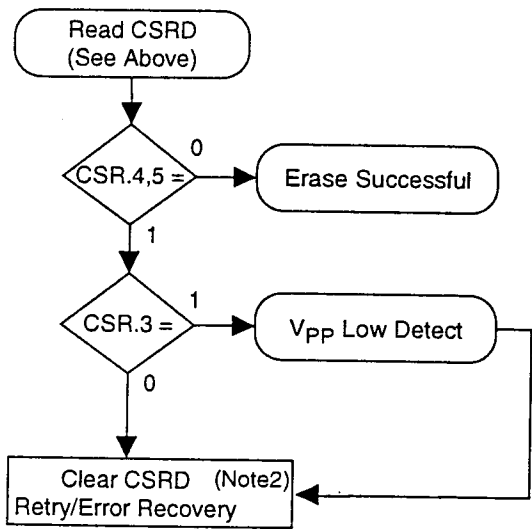 Read CSRD
(See Above)
0
CSR.4,5 =
Erase Successful
1
1
CSR.3 =
VPP Low Detect
0
Clear CSRD (Note2)
Retry/Error Recovery